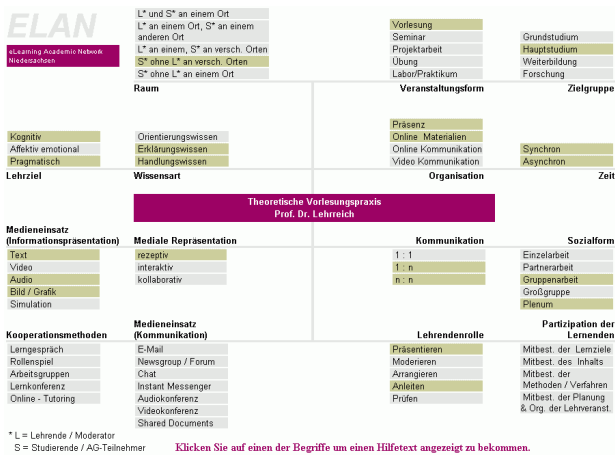 ELAN
eLearning Academic Network
Niedersachsen
L* und S* an einem Ort
L* an einem Ort, S* an einem
anderen Ort
L* an einem, S* an versch. Orten
S* ohne L* an versch. Orten
S* ohne L* an einem Ort
Raum
Vorlesung
Seminar
Projektarbeit
Übung
Labor/Praktikum
Veranstaltungsform
Grundstudium
Hauptstudium
Weiterbildung
Forschung
Zielgruppe
Kognitiv
Affektiv emotional
Pragmatisch
Lehrziel
Orientierungswissen
Erklärungswissen
Handlungswissen
Wissensart
Präsenz
Online Materialien
Online Kommunikation
Video Kommunikation
Organisation
Synchron
Asynchron
Zeit
Theoretische Vorlesungspraxis
Prof. Dr. Lehrreich
Medieneinsatz
(Informationspräsentation)
Text
Video
Audio
Bild / Grafik
Simulation
Mediale Repräsentation
rezeptiv
interaktiv
kollaborativ
Kommunikation
1 : 1
1 : n
n : n
Sozialform
Einzelarbeit
Partnerarbeit
Gruppenarbeit
Großgruppe
Plenum
Kooperationsmethoden
Lerngespräch
Rollenspiel
Arbeitsgruppen
Lernkonferenz
Online - Tutoring
Medieneinsatz
(Kommunikation)
E-Mail
Newsgroup / Forum
Chat
Instant Messenger
Audiokonferenz
Videokonferenz
Shared Documents
Lehrendenrolle
Präsentieren
Moderieren
Arrangieren
Anleiten
Prüfen
Partizipation der
Lernenden
Mitbest. der Lernziele
Mitbest. des Inhalts
Mitbest. der
Methoden / Verfahren
Mitbest. der Planung
& Org. der Lehrveranst.
* L = Lehrende / Moderator
S = Studierende / AG-Teilnehmer
Klicken Sie auf einen der Begriffe um einen Hilfetext angezeigt zu bekommen.